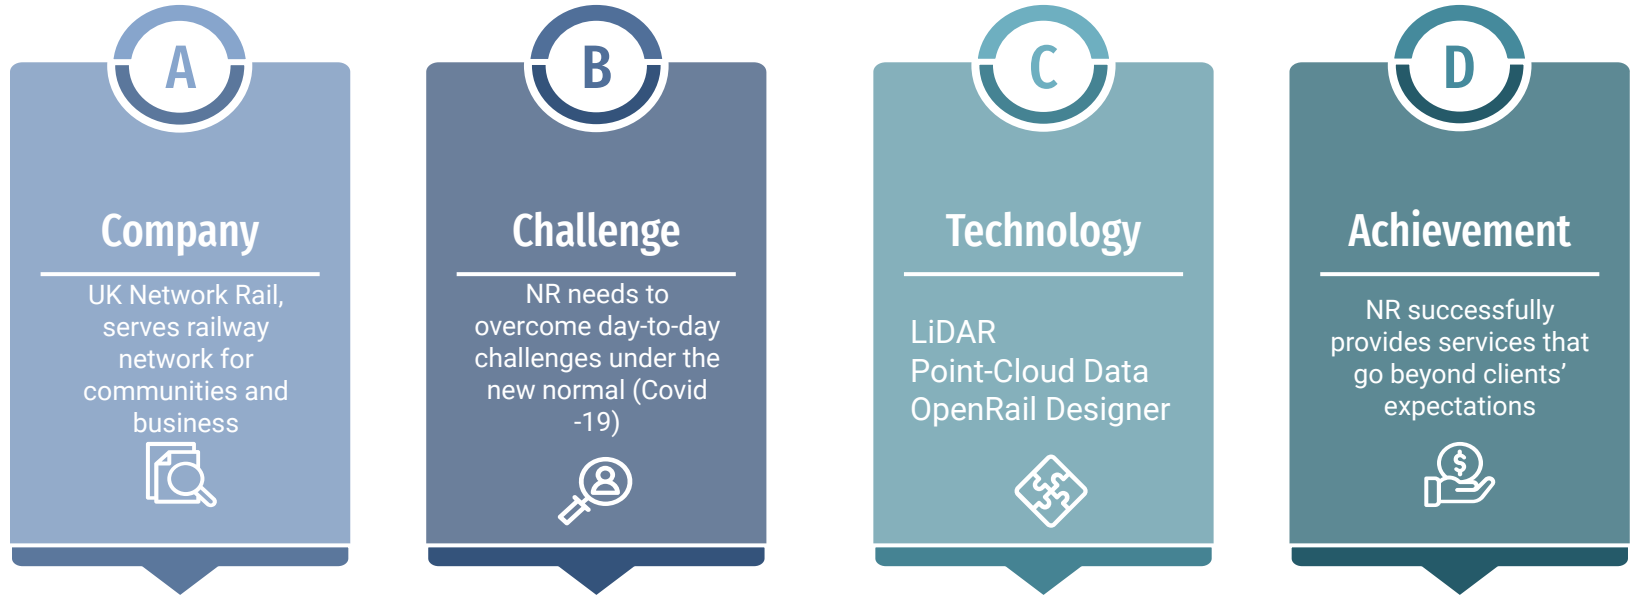 A
Company
UK Network Rail,
serves railway
network for
communities and
business
B
Challenge
NR needs to
overcome day-to-day
challenges under the
new normal (Covid
-19)
C
Technology
LiDAR
Point-Cloud Data
OpenRail Designer
D
Achievement
NR successfully
provides services that
go beyond clients’
expectations
$